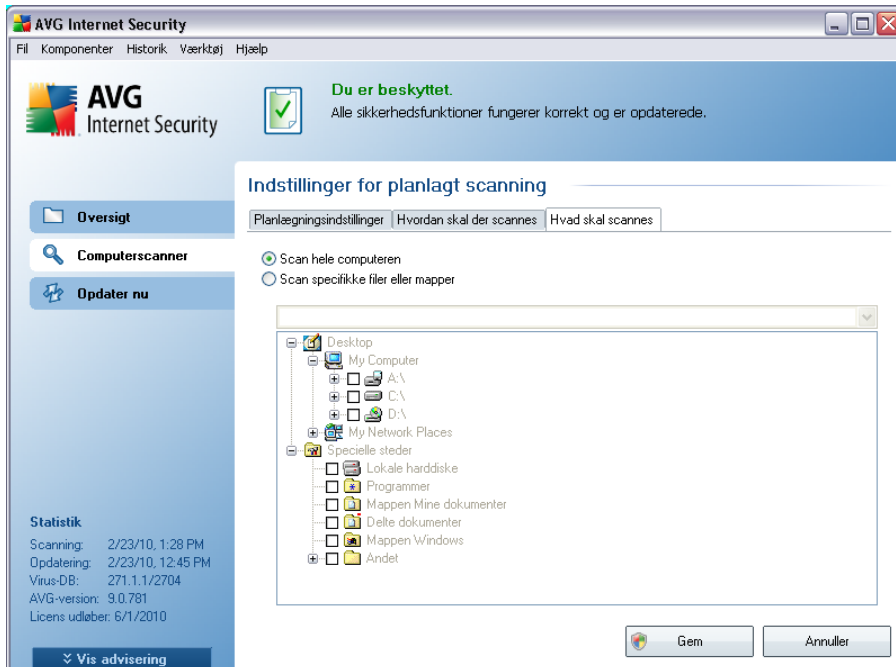 AVG Internet Security
Fil Komponenter Historik Værktøj Hjælp
AVG
Internet Security
Du er beskyttet.
Alle sikkerhedsfunktioner fungerer korrekt og er opdaterede.
Oversigt
Computerscanner
Opdater nu
Indstillinger for planlagt scanning
Planlægningsindstillinger Hvordan skal der scannes Hvad skal scannes
Scan hele computeren
Scan specifikke filer eller mapper
Desktop
My Computer
A:\
C:\
D:\
My Network Places
Specielle steder
Lokale harddiske
Programmer
Mappen Mine dokumenter
Delte dokumenter
Mappen Windows
Andet
Statistik
Scanning: 2/23/10, 1:28 PM
Opdatering: 2/23/10, 12:45 PM
Virus-DB: 271.1.1/2704
AVG-version: 9.0.781
Licens udløber: 6/1/2010
Vis advisering
Gem Annuller